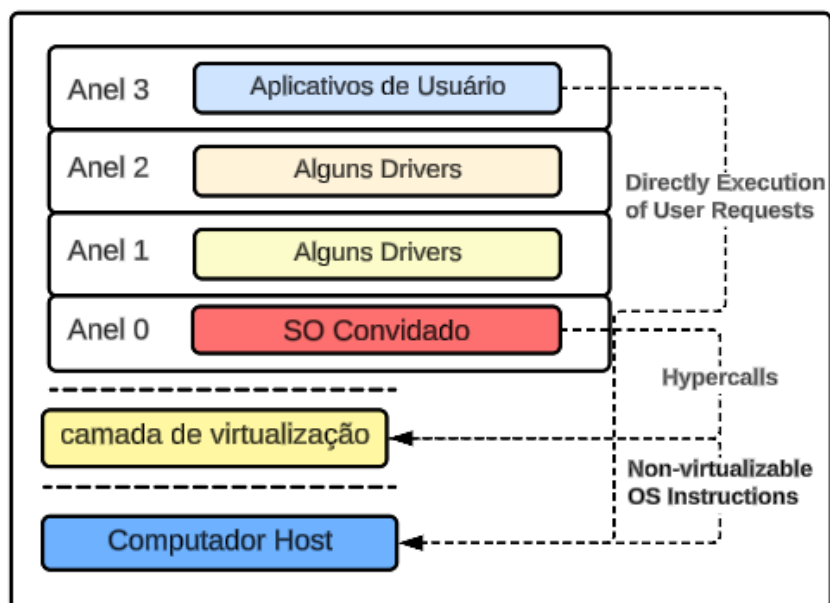 Anel 3
Aplicativos de Usuário
Anel 2
Alguns Drivers
Directly Execution
of User Requests
Anel 1
Alguns Drivers
Anel 0
SO Convidado
Hypercalls
camada de virtualização
Non-virtualizable
OS Instructions
Computador Host